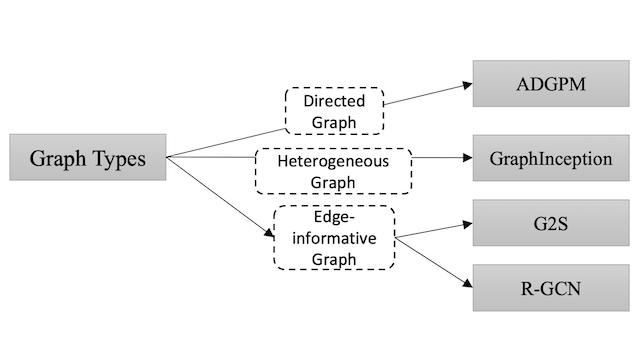 Graph Types
Directed
Graph
Heterogeneous
Graph
Edge-
informative
Graph
ADGPM
GraphInception
G2S
R-GCN